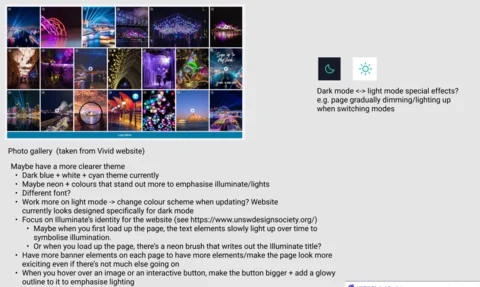 Dark mode <-> light mode special effects?
e.g. page gradually dimming/lighting up
when switching modes
Photo gallery (taken from Vivid website)
Maybe have a more clearer theme
• Dark blue + white + cyan theme currently
• Maybe neon + colours that stand out more to emphasise illuminate/lights
• Different font?
• Work more on light mode -> change colour scheme when updating? Website
currently looks designed specifically for dark mode
• Focus on Illuminate's identity for the website (see https://www.unswdesignsociety.org/)
• Maybe when you first load up the page, the text elements slowly light up over time to
symbolise illumination.
• Or when you load up the page, there's a neon brush that writes out the Illuminate title?
• Have more banner elements on each page to have more elements/make the page look more
exiciting even if there's not much else going on
• When you hover over an image or an interactive button, make the button bigger + add a glowy
outline to it to emphasise lighting